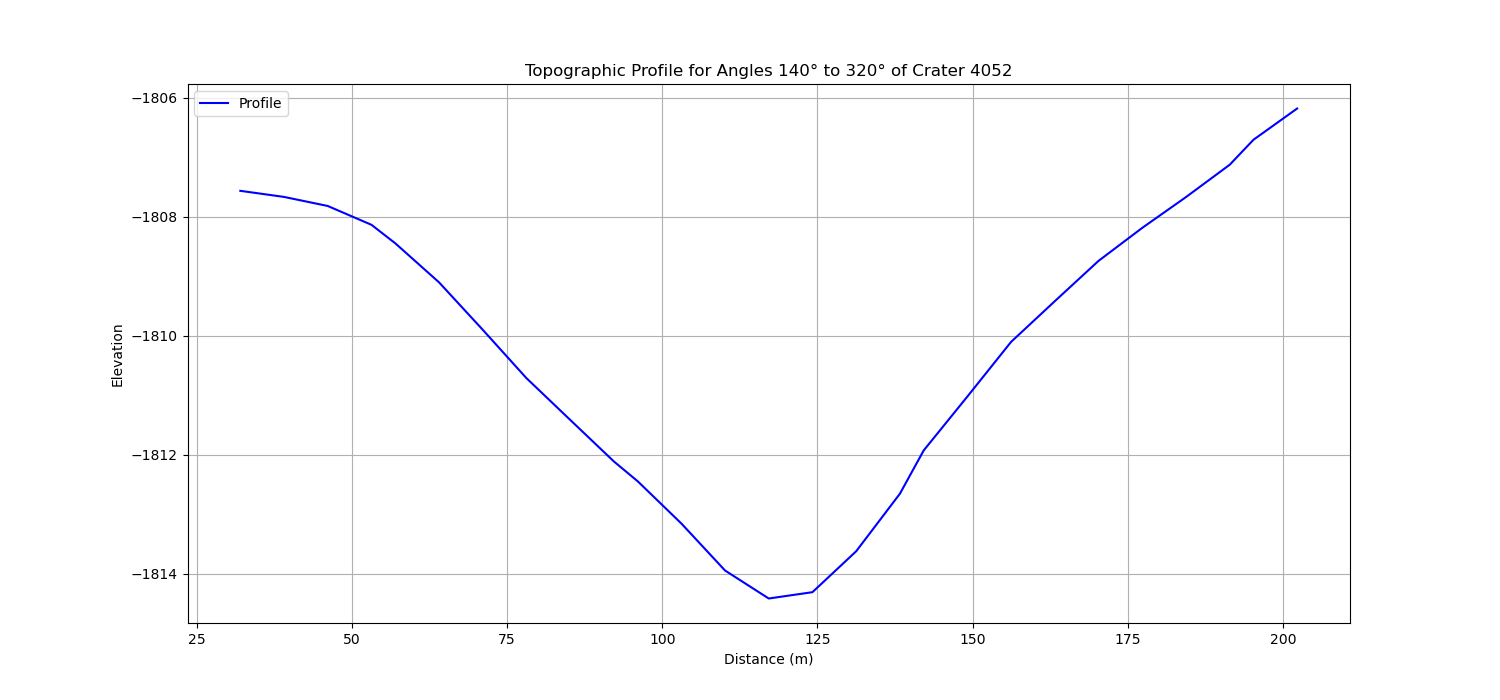 Topographic Profile for Angles 140° to 320° of Crater 4052
Profile
Elevation
−1806
−1808
−1810
−1812
−1814
25 50 75 100 125 150 175 200
Distance (m)